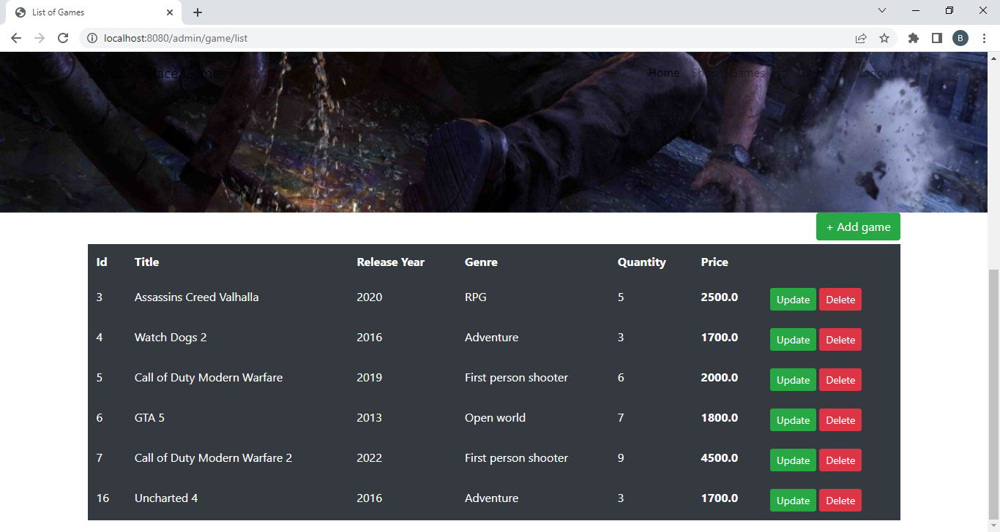 List of Games
localhost:8080/admin/game/list
B
Home Shop Games List Users List Logout
+ Add game
Id Title Release Year Genre Quantity Price
3 Assassins Creed Valhalla 2020 RPG 5 2500.0 Update Delete
4 Watch Dogs 2 2016 Adventure 3 1700.0 Update Delete
5 Call of Duty Modern Warfare 2019 First person shooter 6 2000.0 Update Delete
6 GTA 5 2013 Open world 7 1800.0 Update Delete
7 Call of Duty Modern Warfare 2 2022 First person shooter 9 4500.0 Update Delete
16 Uncharted 4 2016 Adventure 3 1700.0 Update Delete